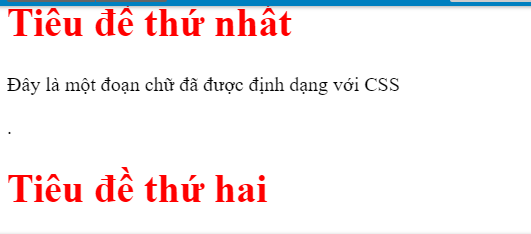 Tiêu đề thứ nhất
Đây là một đoạn chữ đã được định dạng với CSS
.
Tiêu đề thứ hai